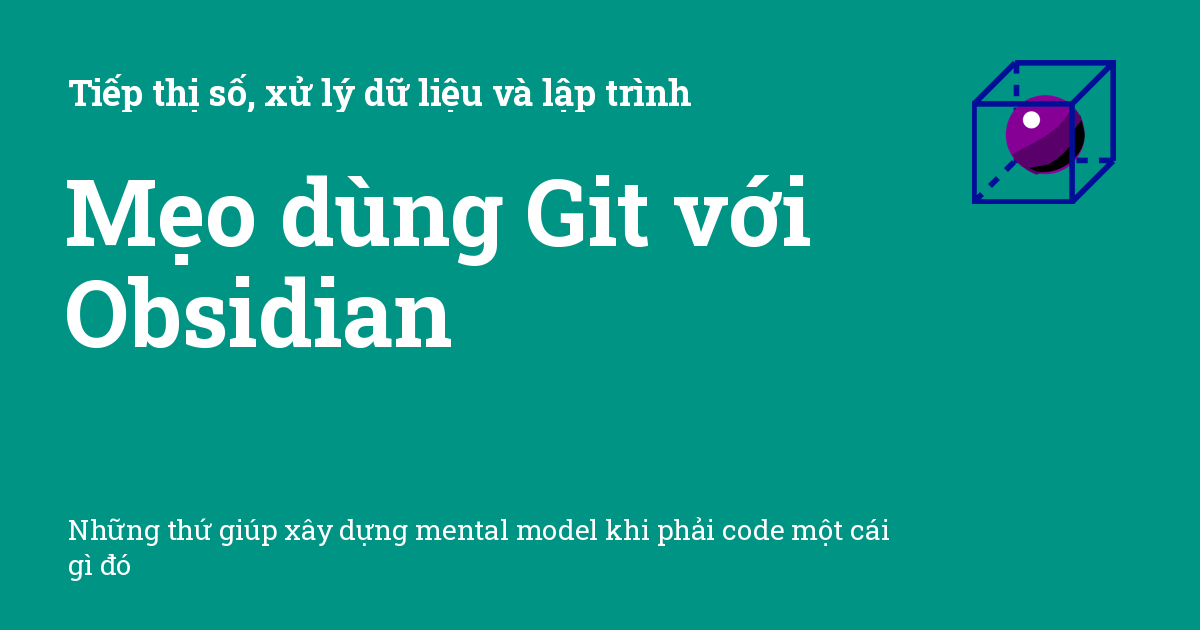 Tiếp thị số, xử lý dữ liệu và lập trình
Mẹo dùng Git với
Obsidian
Những thứ giúp xây dựng mental model khi phải code một cái
gì đó